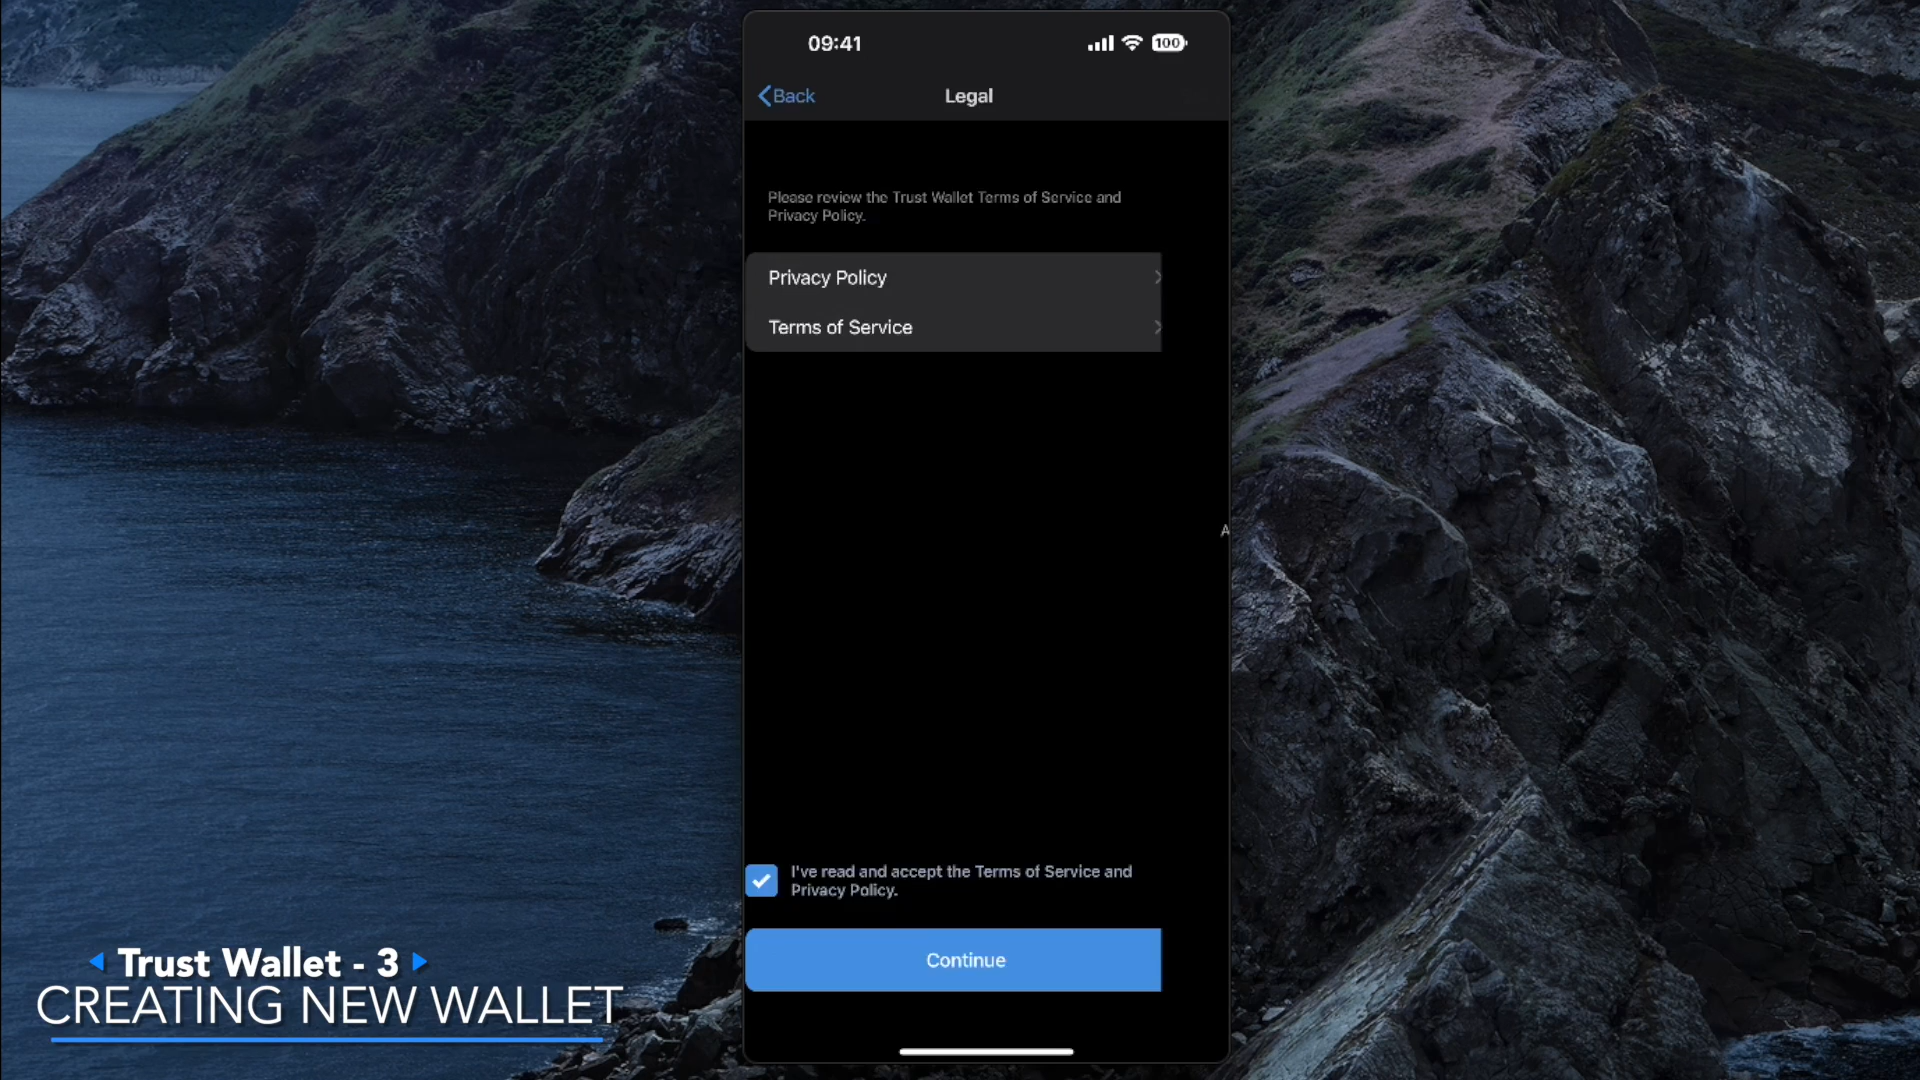 09:41
100
Back
Legal
Please review the Trust Wallet Terms of Service and
Privacy Policy.
Privacy Policy
Terms of Service
A
I've read and accept the Terms of Service and
Privacy Policy.
Continue
Trust Wallet - 3
CREATING NEW WALLET